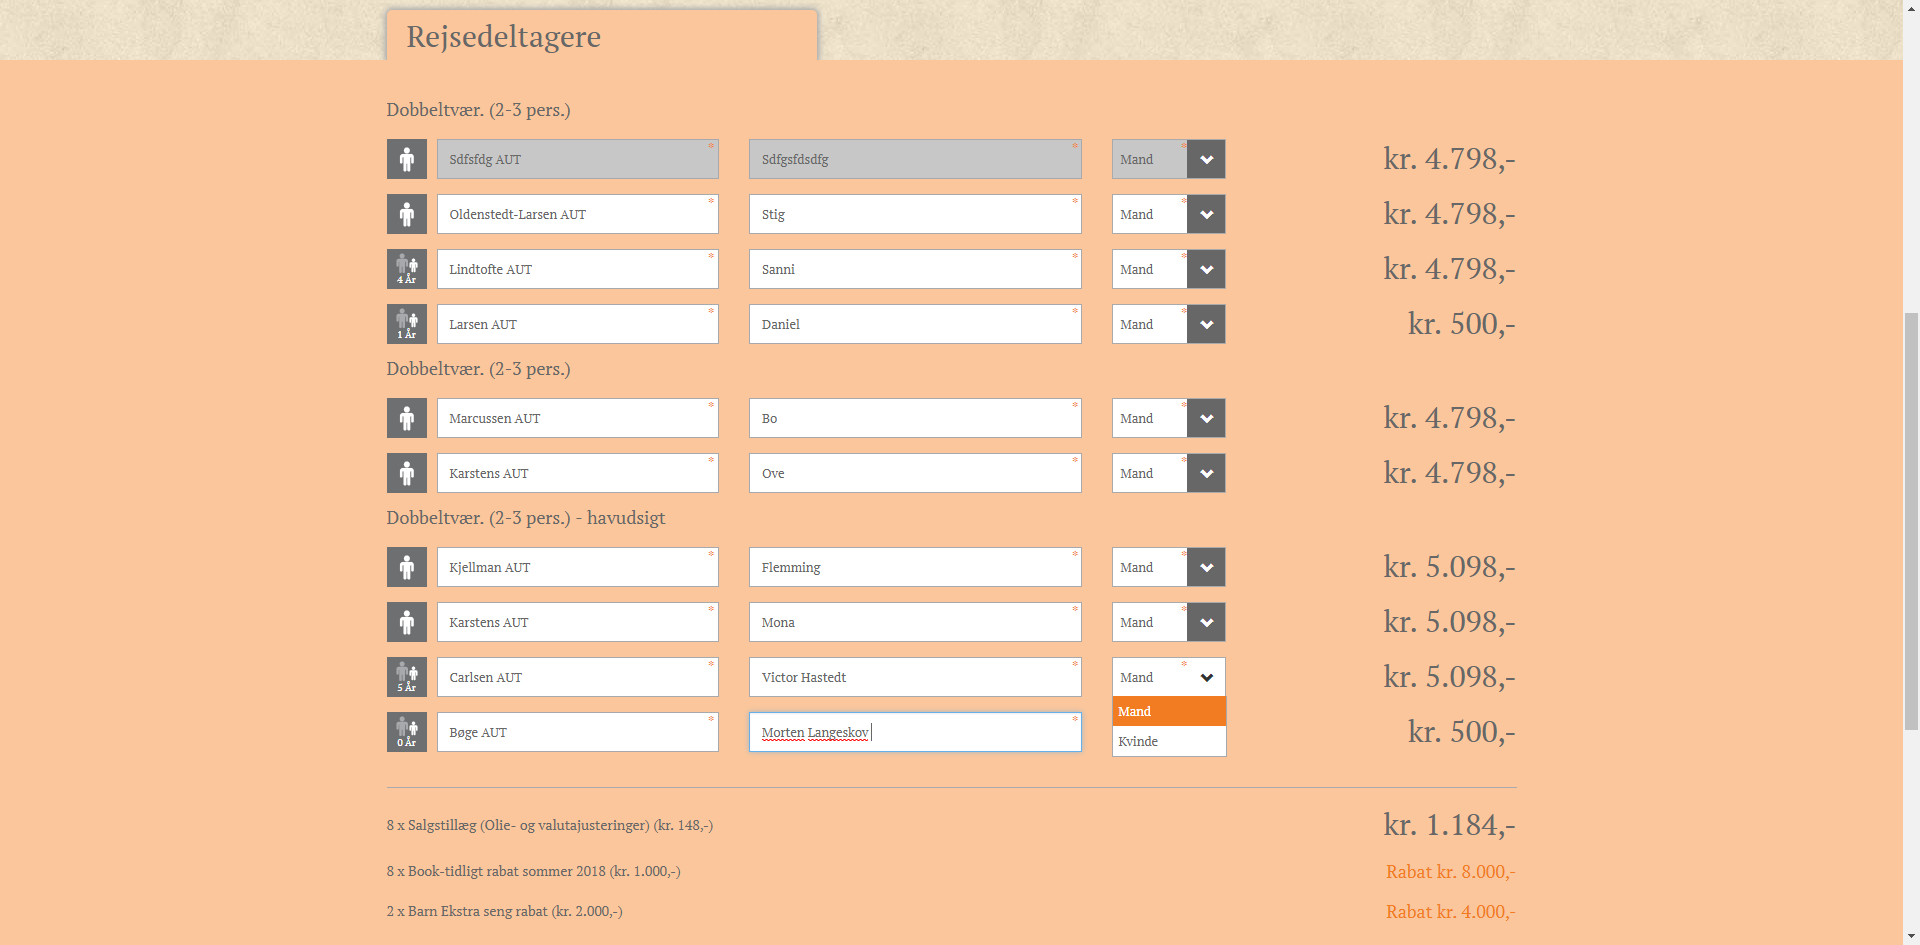 Rejsedeltagere
Dobbeltvær. (2-3 pers.)
Sdfsfdg AUT * Sdfgsfdsdfg * Mand * kr. 4.798,-
Oldenstedt-Larsen AUT * Stig * Mand * kr. 4.798,-
4 År Lindtofte AUT * Sanni * Mand * kr. 4.798,-
1 År Larsen AUT * Daniel * Mand * kr. 500,-
Dobbeltvær. (2-3 pers.)
Marcussen AUT * Bo * Mand * kr. 4.798,-
Karstens AUT * Ove * Mand * kr. 4.798,-
Dobbeltvær. (2-3 pers.) - havudsigt
Kjellman AUT * Flemming * Mand * kr. 5.098,-
Karstens AUT * Mona * Mand * kr. 5.098,-
5 År Carlsen AUT * Victor Hastedt * Mand * kr. 5.098,-
Mand
0 År Bøge AUT * Morten Langeskov * kr. 500,-
Kvinde
8 x Salgstillæg (Olie- og valutajusteringer) (kr. 148,-) kr. 1.184,-
8 x Book-tidligt rabat sommer 2018 (kr. 1.000,-) Rabat kr. 8.000,-
2 x Barn Ekstra seng rabat (kr. 2.000,-) Rabat kr. 4.000,-